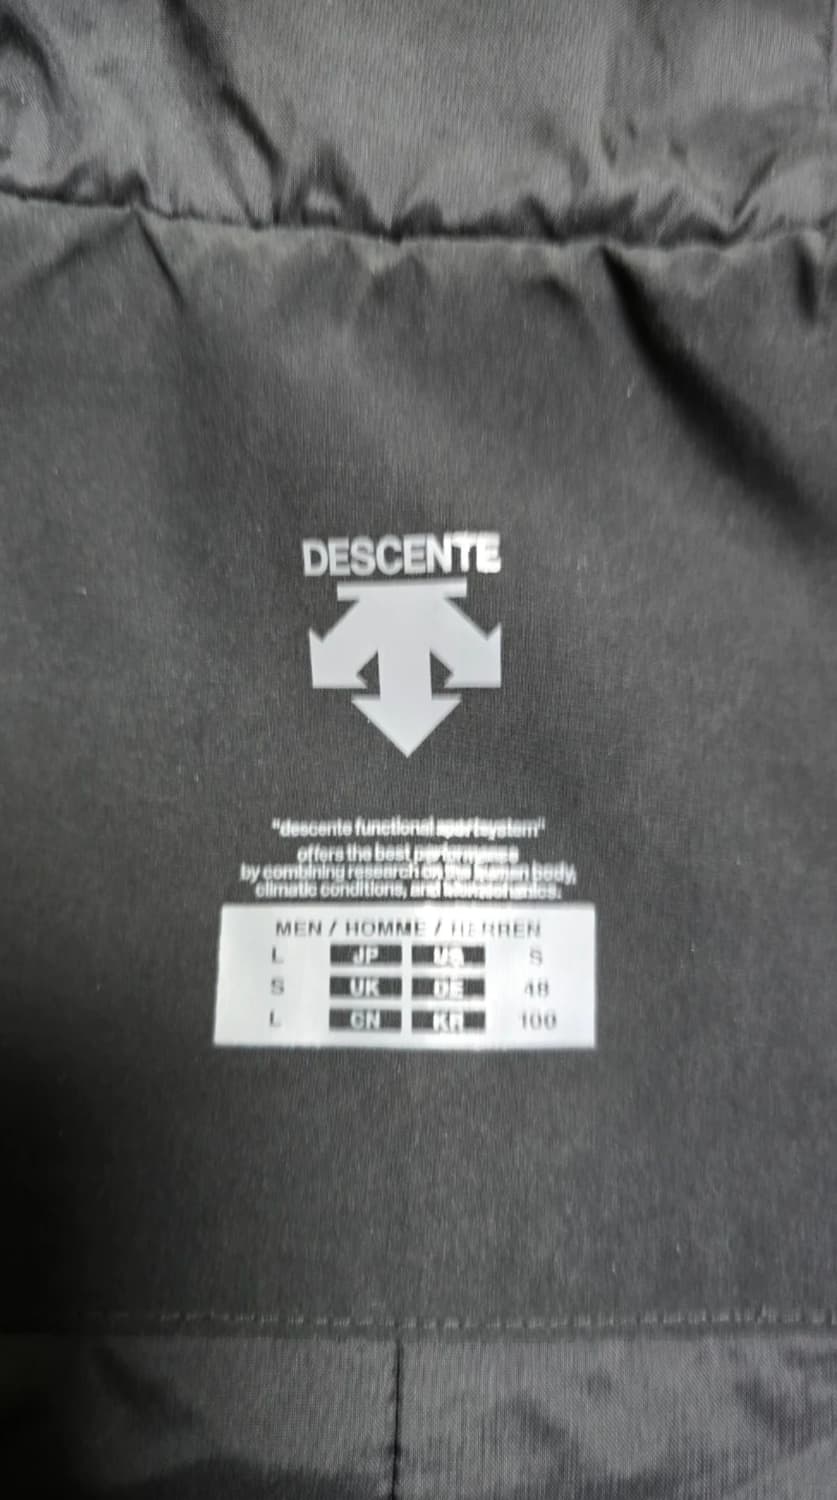 DESCENTE
"descente functional sportsystem"
offers the best performance
by combining research on the human body,
climatic conditions, and
MEN / HOMME / HERREN
L JP US S
S UK DE 48
L CN KR 100